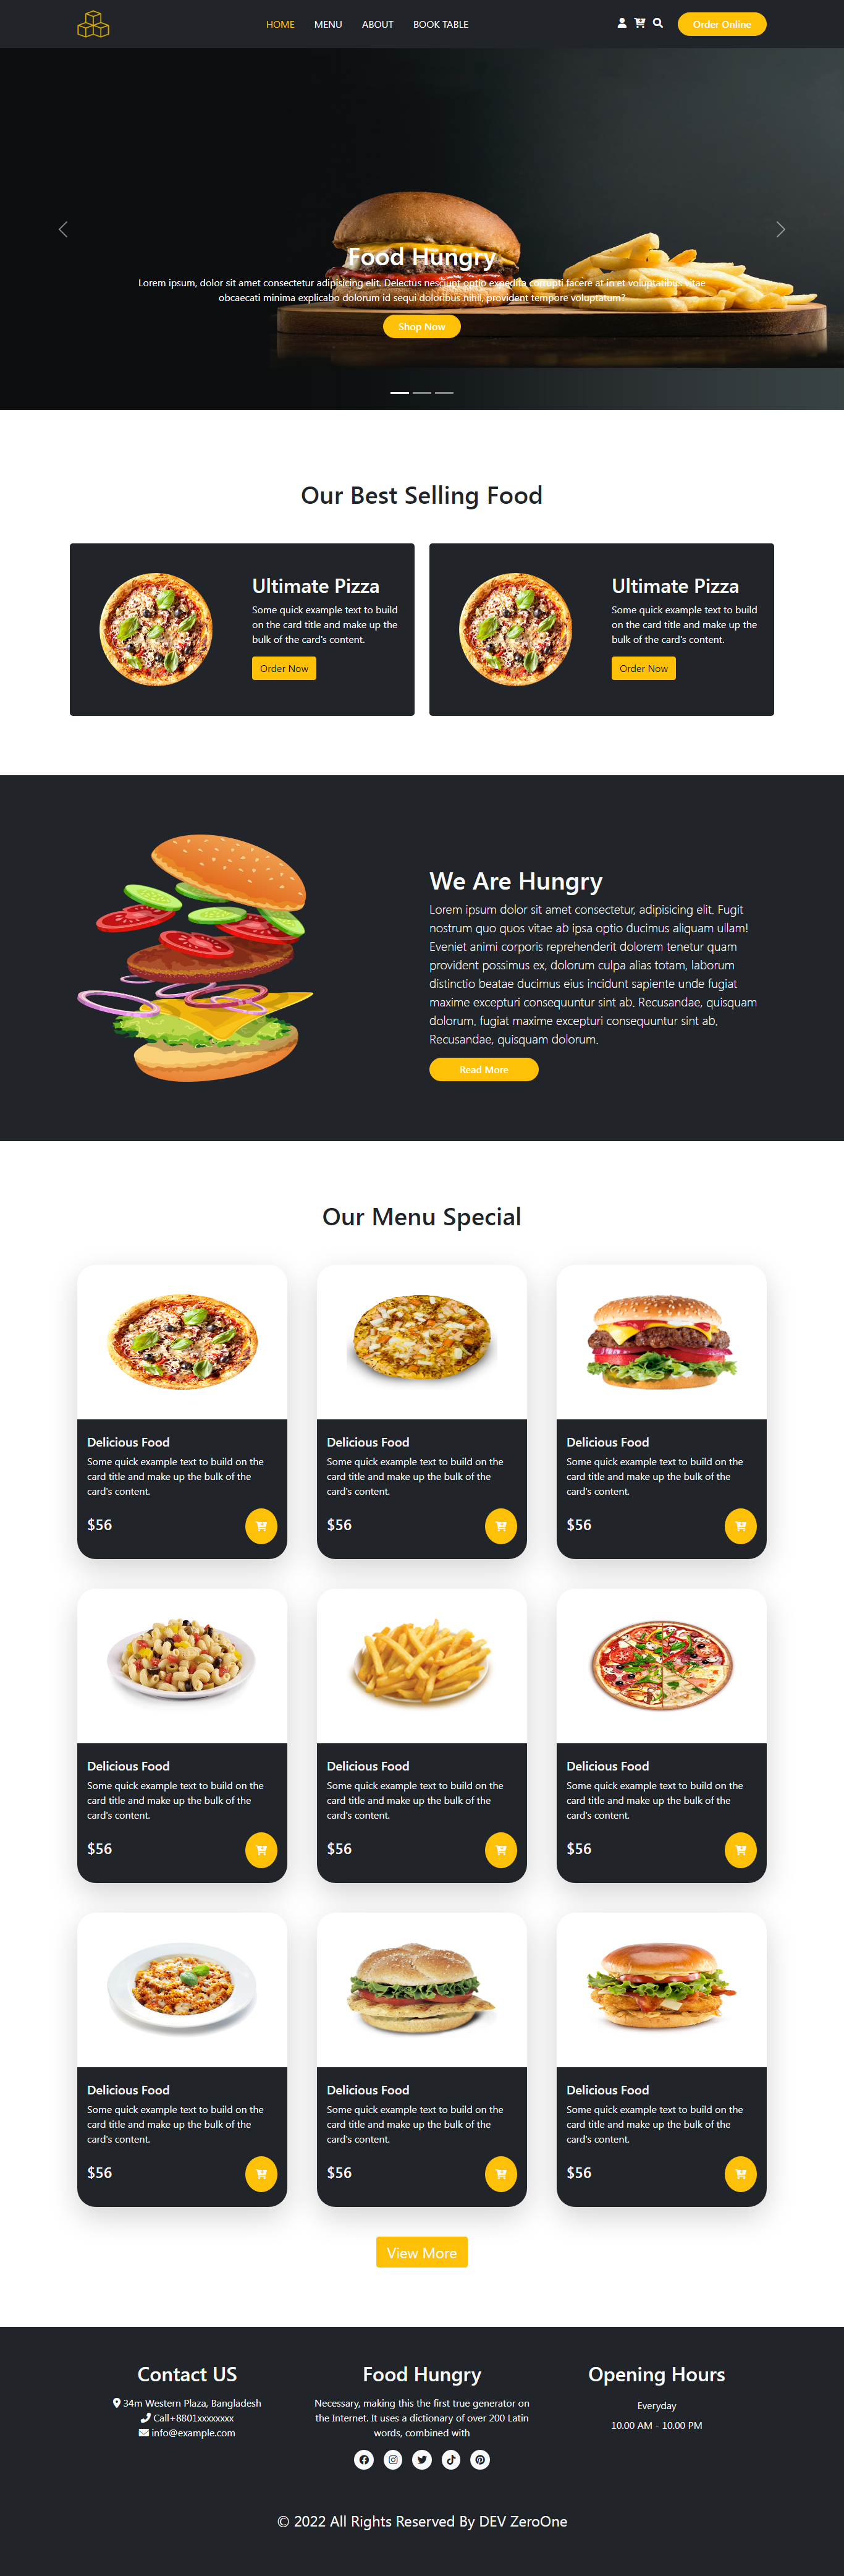 HOME MENU ABOUT BOOK TABLE Order Online
Food Hungry
Lorem ipsum, dolor sit amet consectetur adipisicing elit. Delectus nesciunt optio expedita corrupti facere at in et voluptatibus vitae
obcaecati minima explicabo dolorum id sequi doloribus nihil, provident tempore voluptatum?
Shop Now
Our Best Selling Food
Ultimate Pizza
Some quick example text to build
on the card title and make up the
bulk of the card's content.
Order Now
Ultimate Pizza
Some quick example text to build
on the card title and make up the
bulk of the card's content.
Order Now
We Are Hungry
Lorem ipsum dolor sit amet consectetur, adipisicing elit. Fugit
nostrum quo quos vitae ab ipsa optio ducimus aliquam ullam!
Eveniet animi corporis reprehenderit dolorem tenetur quam
provident possimus ex, dolorum culpa alias totam, laborum
distinctio beatae ducimus eius incidunt sapiente unde fugiat
maxime excepturi consequuntur sint ab. Recusandae, quisquam
dolorum. fugiat maxime excepturi consequuntur sint ab.
Recusandae, quisquam dolorum.
Read More
Our Menu Special
Delicious Food
Some quick example text to build on the
card title and make up the bulk of the
card's content.
$56
Delicious Food
Some quick example text to build on the
card title and make up the bulk of the
card's content.
$56
Delicious Food
Some quick example text to build on the
card title and make up the bulk of the
card's content.
$56
Delicious Food
Some quick example text to build on the
card title and make up the bulk of the
card's content.
$56
Delicious Food
Some quick example text to build on the
card title and make up the bulk of the
card's content.
$56
Delicious Food
Some quick example text to build on the
card title and make up the bulk of the
card's content.
$56
Delicious Food
Some quick example text to build on the
card title and make up the bulk of the
card's content.
$56
Delicious Food
Some quick example text to build on the
card title and make up the bulk of the
card's content.
$56
Delicious Food
Some quick example text to build on the
card title and make up the bulk of the
card's content.
$56
View More
Contact US
34m Western Plaza, Bangladesh
Call+8801xxxxxxxx
info@example.com
Food Hungry
Necessary, making this the first true generator on
the Internet. It uses a dictionary of over 200 Latin
words, combined with
Opening Hours
Everyday
10.00 AM - 10.00 PM
© 2022 All Rights Reserved By DEV ZeroOne